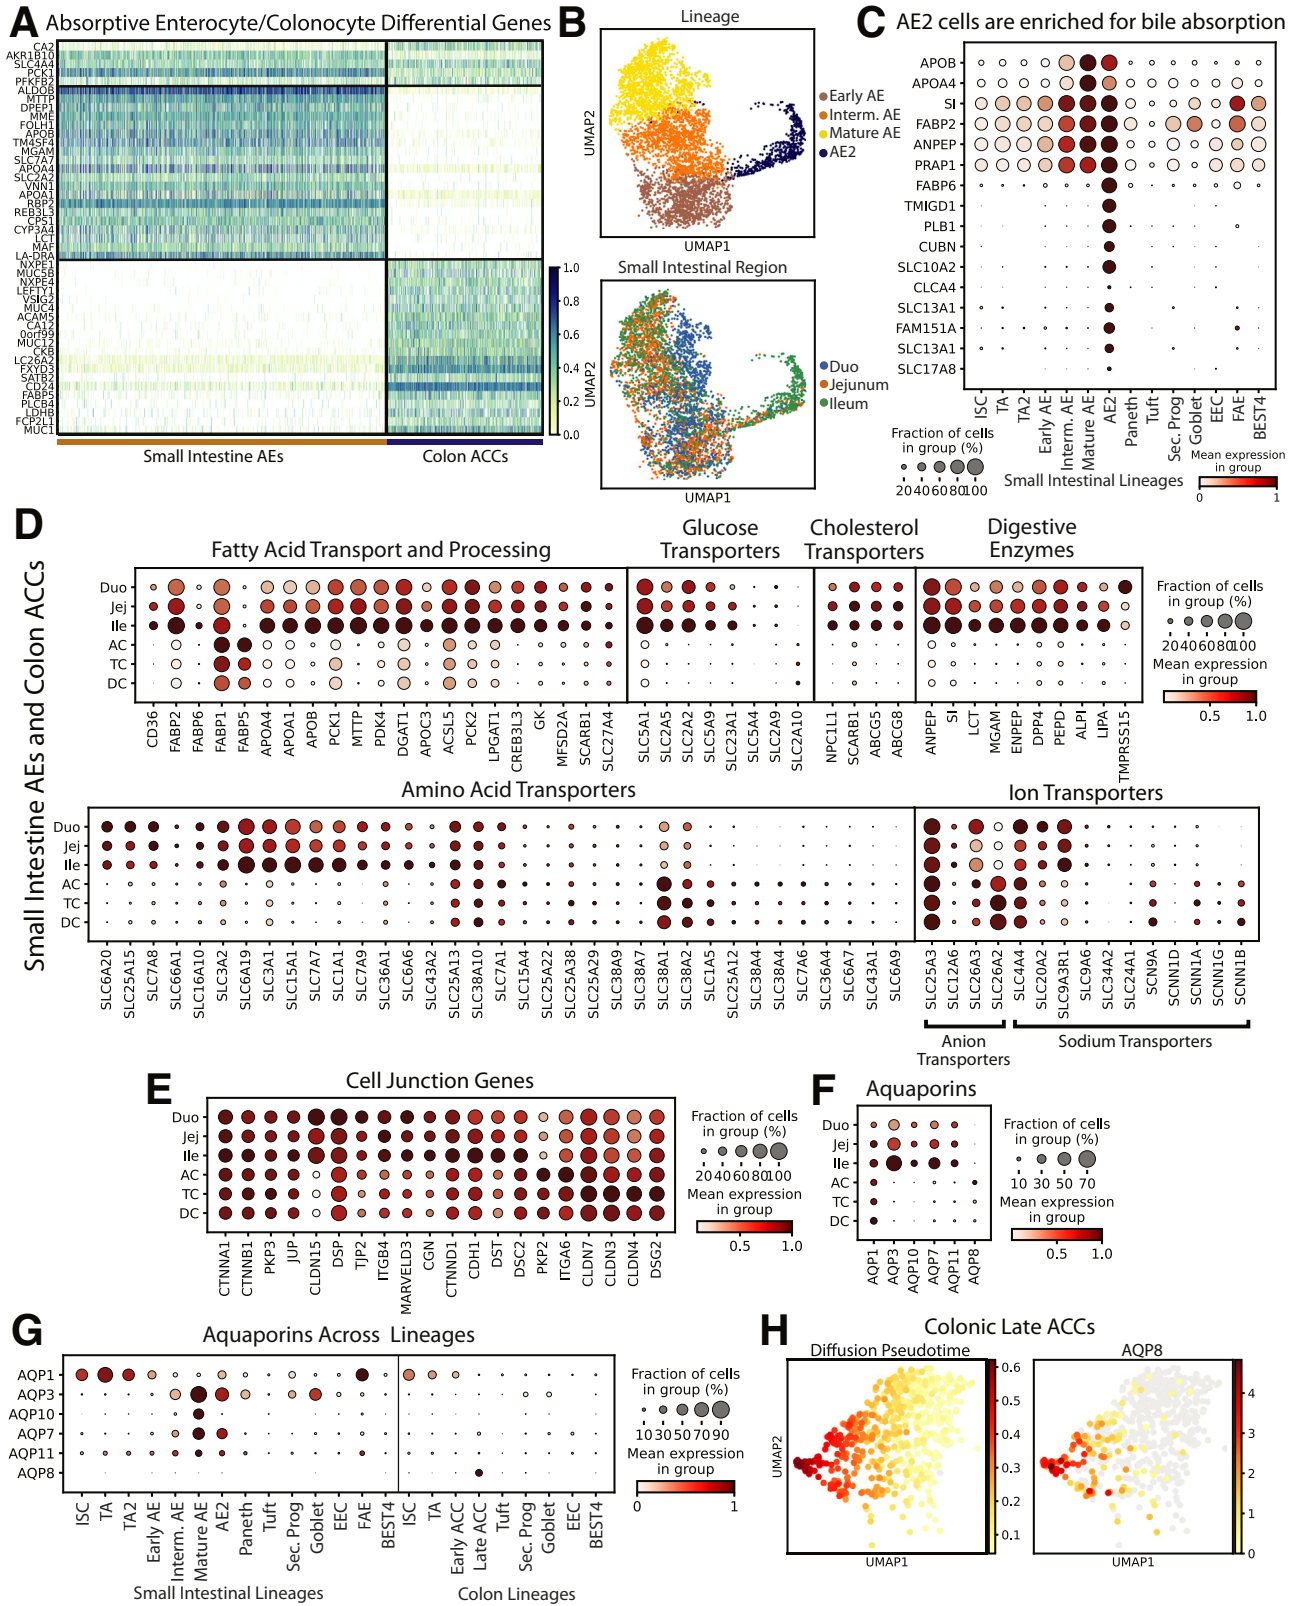 A Absorptive Enterocyte/Colonocyte Differential Genes
CA2
AKR1B10
SLC4A4
PCK1
PFKFB2
ALDOB
MTTP
DPEP1
MME
FOLH1
APOB
TM4SF4
MGAM
SLC7A7
APOA4
SLC2A2
VNN1
APOA1
RBP2
REB3L3
CPS1
CYP3A4
LCT
MAF
LA-DRA
NXPE1
MUC5B
NXPE4
LEFTY1
VSIG2
MUC4
ACAM5
CA12
0orf99
MUC12
CKB
LC26A2
FXYD3
SATB2
CD24
FABP5
PLCB4
LDHB
FCP2L1
MUC1
1.0
0.8
0.6
0.4
0.2
0.0
Small Intestine AEs Colon ACCs
B Lineage
UMAP2
UMAP1
Early AE
Interm. AE
Mature AE
AE2
Small Intestinal Region
UMAP2
UMAP1
Duo
Jejunum
Ileum
C AE2 cells are enriched for bile absorption
APOB
APOA4
SI
FABP2
ANPEP
PRAP1
FABP6
TMIGD1
PLB1
CUBN
SLC10A2
CLCA4
SLC13A1
FAM151A
SLC13A1
SLC17A8
ISC TA TA2 Early AE Interm. AE Mature AE AE2 Paneth Tuft Sec. Prog Goblet EEC FAE BEST4
Small Intestinal Lineages
Fraction of cells
in group (%)
20 40 60 80 100
Mean expression
in group
0 1
D
Small Intestine AEs and Colon ACCs
Fatty Acid Transport and Processing
Glucose
Transporters
Cholesterol
Transporters
Digestive
Enzymes
Duo
Jej
Ile
AC
TC
DC
CD36 FABP2 FABP6 FABP1 FABP5 APOA4 APOA1 APOB PCK1 MTTP PDK4 DGAT1 APOC3 ACSL5 PCK2 LPGAT1 CREB3L3 GK MFSD2A SCARB1 SLC27A4
SLC5A1 SLC2A5 SLC2A2 SLC5A9 SLC23A1 SLC5A4 SLC2A9 SLC2A10
NPC1L1 SCARB1 ABCG5 ABCG8
ANPEP SI LCT MGAM ENPEP DPP4 PEPD ALPI LIPA TMPRSS15
Fraction of cells
in group (%)
20 40 60 80 100
Mean expression
in group
0.5 1.0
Amino Acid Transporters
Ion Transporters
Duo
Jej
Ile
AC
TC
DC
SLC6A20 SLC25A15 SLC7A8 SLC66A1 SLC16A10 SLC3A2 SLC6A19 SLC3A1 SLC15A1 SLC7A7 SLC1A1 SLC7A9 SLC36A1 SLC6A6 SLC43A2 SLC25A13 SLC38A10 SLC7A1 SLC15A4 SLC25A22 SLC25A38 SLC25A29 SLC38A9 SLC38A7 SLC38A1 SLC38A2 SLC1A5 SLC25A12 SLC38A4 SLC38A4 SLC7A6 SLC36A4 SLC6A7 SLC43A1 SLC6A9
SLC25A3 SLC12A6 SLC26A3 SLC26A2 SLC4A4 SLC20A2 SLC9A3R1 SLC9A6 SLC34A2 SLC24A1 SCN9A SCNN1D SCNN1A SCNN1G SCNN1B
Anion
Transporters
Sodium Transporters
E Cell Junction Genes
Duo
Jej
Ile
AC
TC
DC
CTNNA1 CTNNB1 PKP3 JUP CLDN15 DSP TJP2 ITGB4 MARVELD3 CGN CTNND1 CDH1 DST DSC2 PKP2 ITGA6 CLDN7 CLDN3 CLDN4 DSG2
Fraction of cells
in group (%)
20 40 60 80 100
Mean expression
in group
0.5 1.0
F Aquaporins
Duo
Jej
Ile
AC
TC
DC
AQP1 AQP3 AQP10 AQP7 AQP11 AQP8
Fraction of cells
in group (%)
10 30 50 70
Mean expression
in group
0.5 1.0
G Aquaporins Across Lineages
AQP1
AQP3
AQP10
AQP7
AQP11
AQP8
ISC TA TA2 Early AE Interm. AE Mature AE AE2 Paneth Tuft Sec. Prog Goblet EEC FAE BEST4 ISC TA Early ACC Late ACC Tuft Sec. Prog Goblet EEC BEST4
Small Intestinal Lineages Colon Lineages
Fraction of cells
in group (%)
10 30 50 70 90
Mean expression
in group
0 1
H Colonic Late ACCs
Diffusion Pseudotime
UMAP2
UMAP1
0.6
0.5
0.4
0.3
0.2
0.1
AQP8
UMAP1
4
3
2
1
0